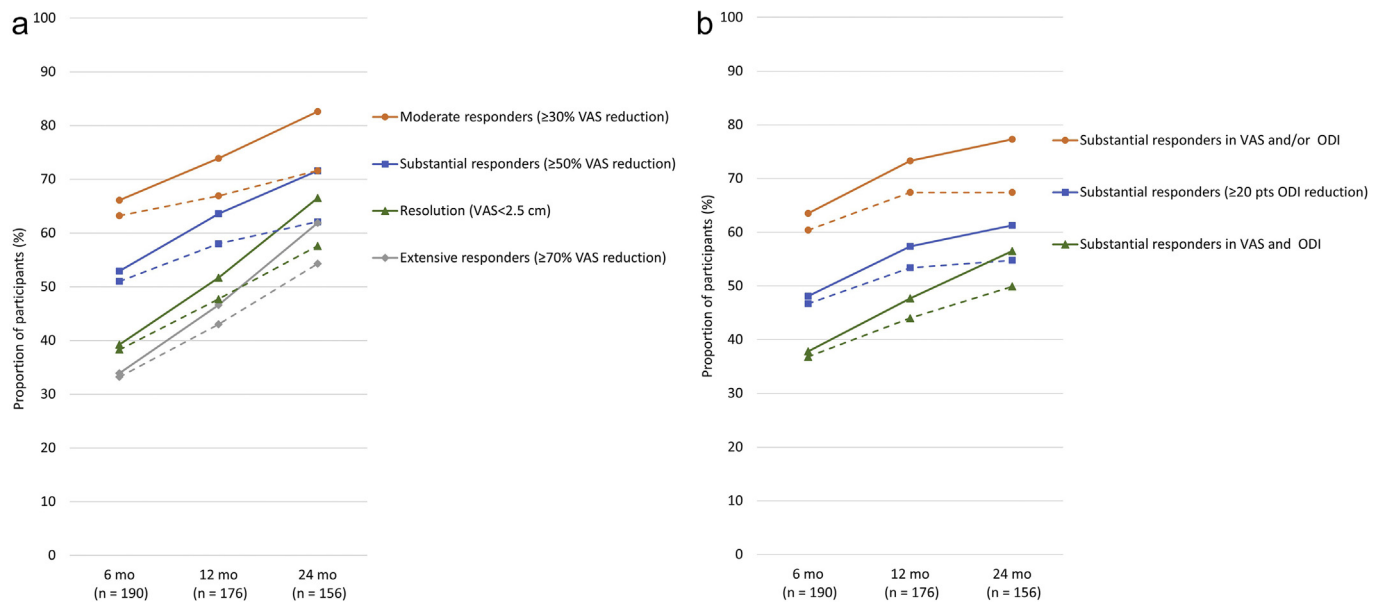 a
Proportion of participants (%)
100
90
80
70
60
50
40
30
20
10
0
6 mo
(n = 190)
12 mo
(n = 176)
24 mo
(n = 156)
Moderate responders (≥30% VAS reduction)
Substantial responders (≥50% VAS reduction)
Resolution (VAS<2.5 cm)
Extensive responders (≥70% VAS reduction)
b
Proportion of participants (%)
100
90
80
70
60
50
40
30
20
10
0
6 mo
(n = 190)
12 mo
(n = 176)
24 mo
(n = 156)
Substantial responders in VAS and/or ODI
Substantial responders (≥20 pts ODI reduction)
Substantial responders in VAS and ODI